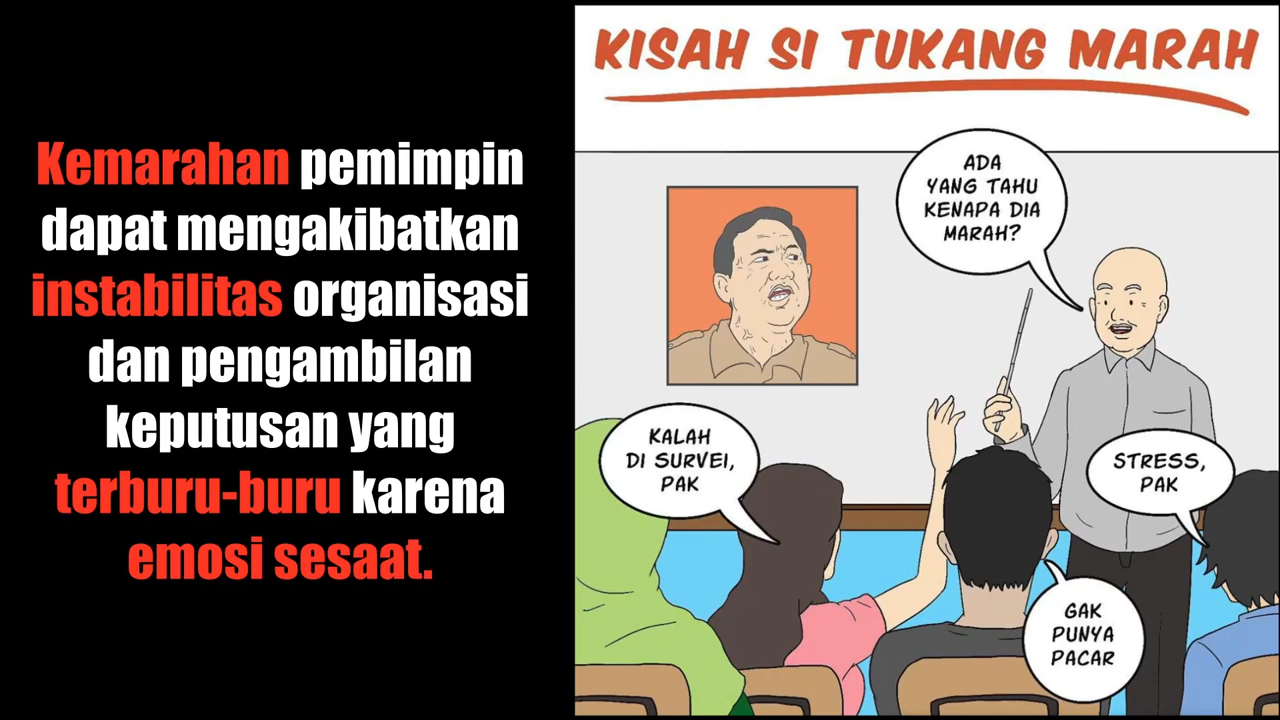 Kemarahan pemimpin
dapat mengakibatkan
instabilitas organisasi
dan pengambilan
keputusan yang
terburu-buru karena
emosi sesaat.
KISAH SI TUKANG MARAH
ADA
YANG TAHU
KENAPA DIA
MARAH?
KALAH
DI SURVEI,
PAK
STRESS,
PAK
GAK
PUNYA
PACAR